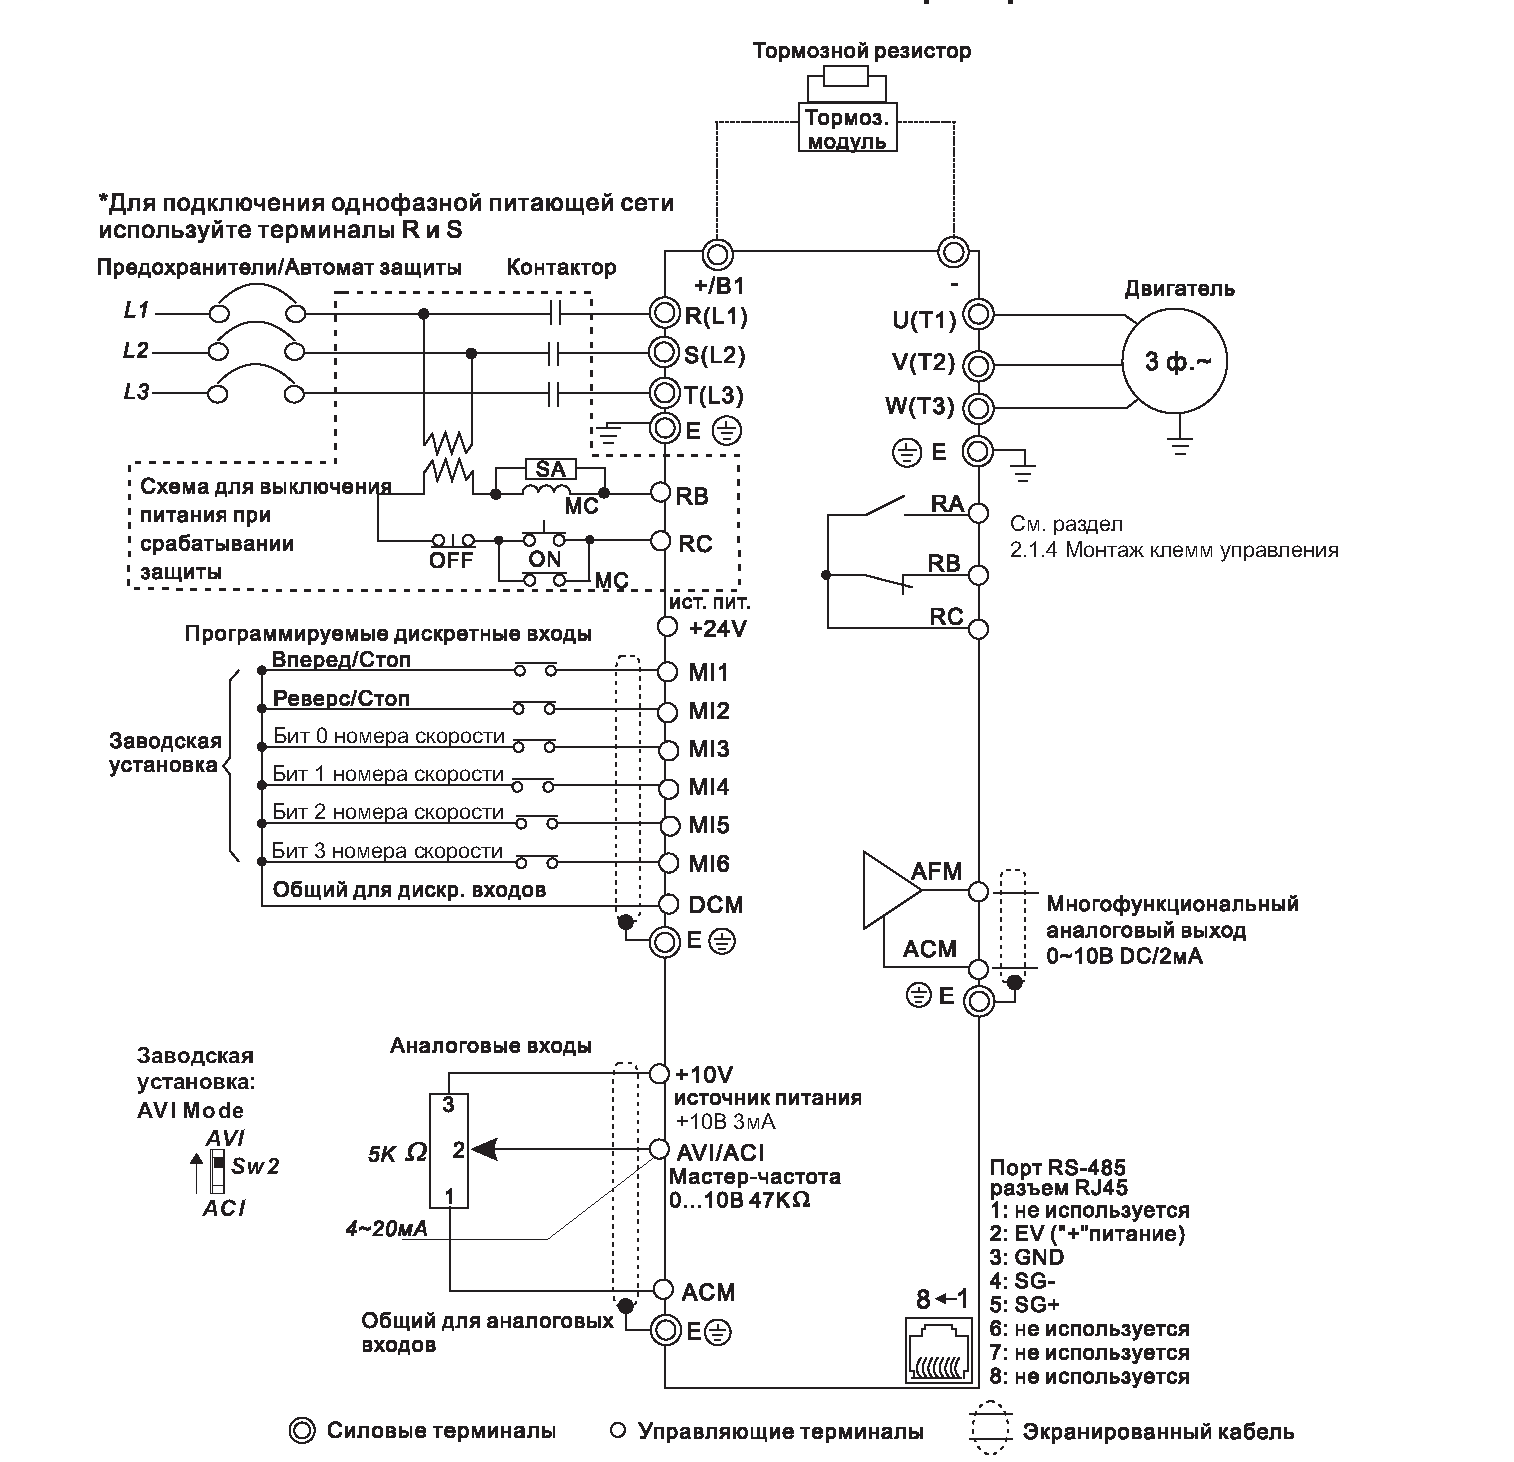 Тормозной резистор
Тормоз.
модуль
*Для подключения однофазной питающей сети
используйте терминалы R и S
Предохранители/Автомат защиты
Контактор
L1
L2
L3
+/B1
-
R(L1)
S(L2)
T(L3)
E
U(T1)
V(T2)
W(T3)
E
Двигатель
3 ф.~
Схема для выключения
питания при
срабатывании
защиты
SA
MC
RB
OFF
ON
MC
RC
RA
RB
RC
См. раздел
2.1.4 Монтаж клемм управления
ист. пит.
+24V
Программируемые дискретные входы
Заводская
установка
Вперед/Стоп
MI1
Реверс/Стоп
MI2
Бит 0 номера скорости
MI3
Бит 1 номера скорости
MI4
Бит 2 номера скорости
MI5
Бит 3 номера скорости
MI6
Общий для дискр. входов
DCM
E
AFM
ACM
E
Многофункциональный
аналоговый выход
0~10В DC/2мА
Заводская
установка:
AVI Mode
AVI
Sw2
ACI
Аналоговые входы
3
2
1
5K Ω
4~20мА
+10V
источник питания
+10В 3мА
AVI/ACI
Мастер-частота
0...10В 47KΩ
ACM
Общий для аналоговых
входов
E
8←1
Порт RS-485
разъем RJ45
1: не используется
2: EV ("+"питание)
3: GND
4: SG-
5: SG+
6: не используется
7: не используется
8: не используется
Силовые терминалы
Управляющие терминалы
Экранированный кабель